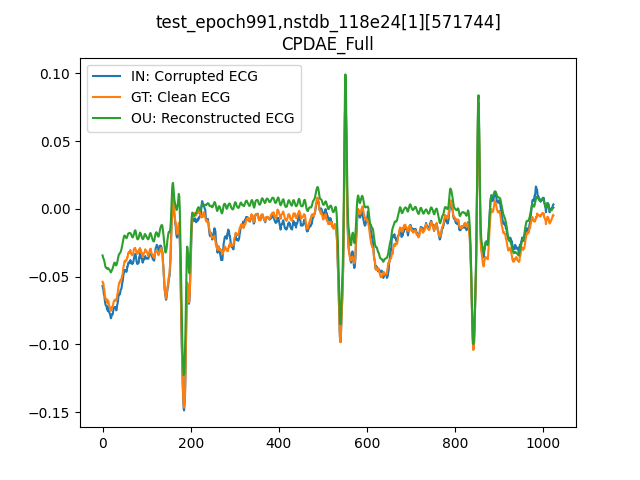 test_epoch991,nstdb_118e24[1][571744]
CPDAE_Full
IN: Corrupted ECG
GT: Clean ECG
OU: Reconstructed ECG
0.10
0.05
0.00
−0.05
−0.10
−0.15
0 200 400 600 800 1000